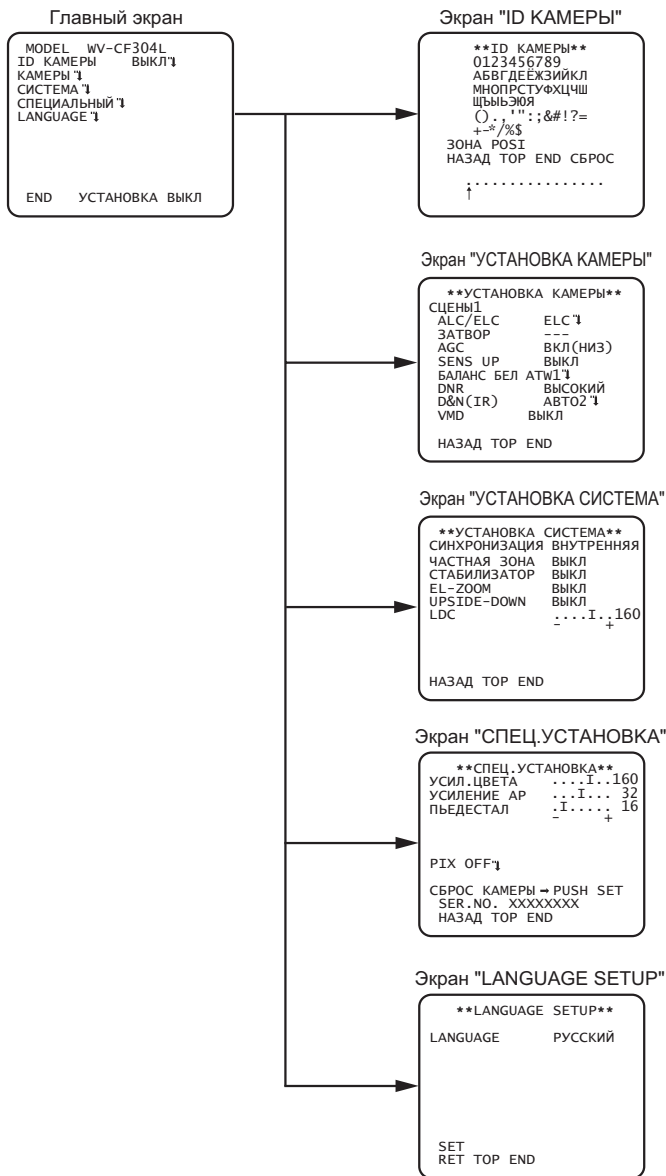 Главный экран
MODEL WV-CF304L
ID КАМЕРЫ ВЫКЛ
КАМЕРЫ
СИСТЕМА
СПЕЦИАЛЬНЫЙ
LANGUAGE
END УСТАНОВКА ВЫКЛ
Экран "ID КАМЕРЫ"
**ID КАМЕРЫ**
0123456789
АБВГДЕЁЖЗИЙКЛ
МНОПРСТУФХЦЧШ
ЩЪЫЬЭЮЯ
().,'":;&#!?=
+-*/%$
ЗОНА POSI
НАЗАД TOP END СБРОС
................
↑
Экран "УСТАНОВКА КАМЕРЫ"
**УСТАНОВКА КАМЕРЫ**
СЦЕНЫ1
ALC/ELC ELC
ЗАТВОР ---
AGC ВКЛ(НИЗ)
SENS UP ВЫКЛ
БАЛАНС БЕЛ ATW1
DNR ВЫСОКИЙ
D&N(IR) АВТО2
VMD ВЫКЛ
НАЗАД TOP END
Экран "УСТАНОВКА СИСТЕМА"
**УСТАНОВКА СИСТЕМА**
СИНХРОНИЗАЦИЯ ВНУТРЕННЯЯ
ЧАСТНАЯ ЗОНА ВЫКЛ
СТАБИЛИЗАТОР ВЫКЛ
EL-ZOOM ВЫКЛ
UPSIDE-DOWN ВЫКЛ
LDC ....I..160
- +
НАЗАД TOP END
Экран "СПЕЦ.УСТАНОВКА"
**СПЕЦ.УСТАНОВКА**
УСИЛ.ЦВЕТА ....I..160
УСИЛЕНИЕ АР ...I... 32
ПЬЕДЕСТАЛ .I..... 16
- +
PIX OFF
СБРОС КАМЕРЫ → PUSH SET
SER.NO. XXXXXXXX
НАЗАД TOP END
Экран "LANGUAGE SETUP"
**LANGUAGE SETUP**
LANGUAGE РУССКИЙ
SET
RET TOP END